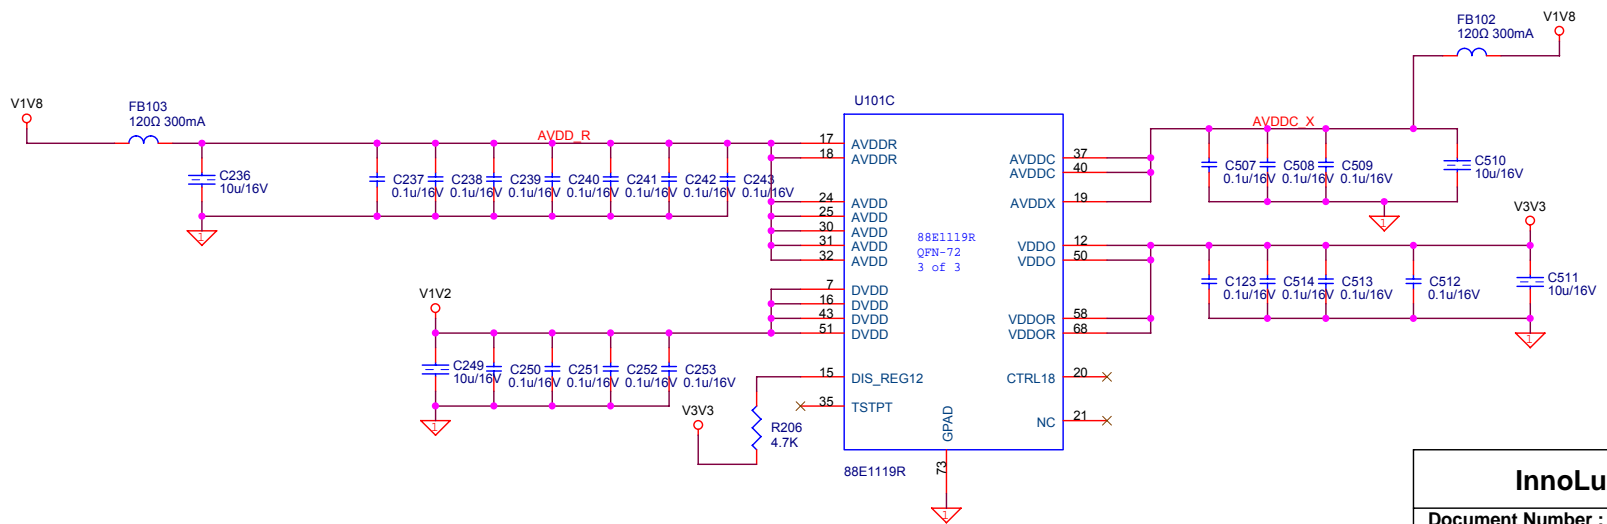 FB102
120Ω 300mA
V1V8
V1V8
FB103
120Ω 300mA
U101C
AVDD_R
AVDDC_X
17
AVDDR
18
AVDDR
24
AVDD
25
AVDD
30
AVDD
31
AVDD
32
AVDD
7
DVDD
16
DVDD
43
DVDD
51
DVDD
15
DIS_REG12
35
TSTPT
AVDDC
37
AVDDC
40
AVDDX
19
VDDO
12
VDDO
50
VDDOR
58
VDDOR
68
CTRL18
20
NC
21
GPAD
73
88E1119R
QFN-72
3 of 3
88E1119R
C236
10u/16V
C237
0.1u/16V
C238
0.1u/16V
C239
0.1u/16V
C240
0.1u/16V
C241
0.1u/16V
C242
0.1u/16V
C243
0.1u/16V
1
C507
0.1u/16V
C508
0.1u/16V
C509
0.1u/16V
C510
10u/16V
1
V3V3
C123
0.1u/16V
C514
0.1u/16V
C513
0.1u/16V
C512
0.1u/16V
C511
10u/16V
1
V1V2
C249
10u/16V
C250
0.1u/16V
C251
0.1u/16V
C252
0.1u/16V
C253
0.1u/16V
1
V3V3
R206
4.7K
1
InnoLu
Document Number :